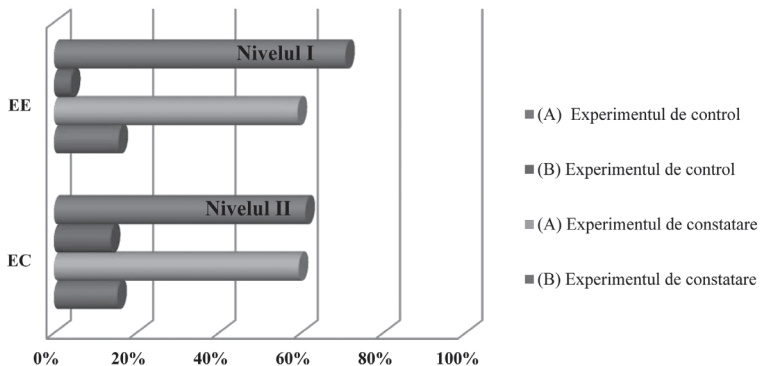 Nivelul I
EE
Nivelul II
EC
0% 20% 40% 60% 80% 100%
(A) Experimentul de control
(B) Experimentul de control
(A) Experimentul de constatare
(B) Experimentul de constatare